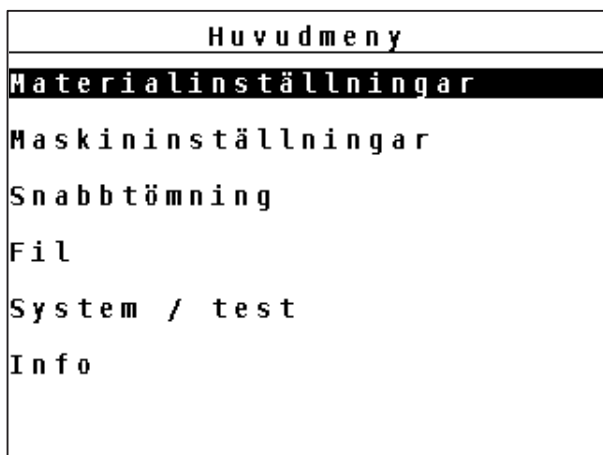 Huvudmeny
Materialinställningar
Maskininställningar
Snabbtömning
Fil
System / test
Info